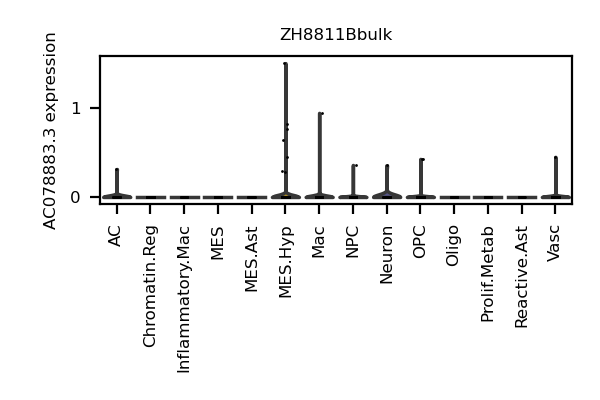 ZH8811Bbulk
AC078883.3 expression
1
0
AC
Chromatin.Reg
Inflammatory.Mac
MES
MES.Ast
MES.Hyp
Mac
NPC
Neuron
OPC
Oligo
Prolif.Metab
Reactive.Ast
Vasc